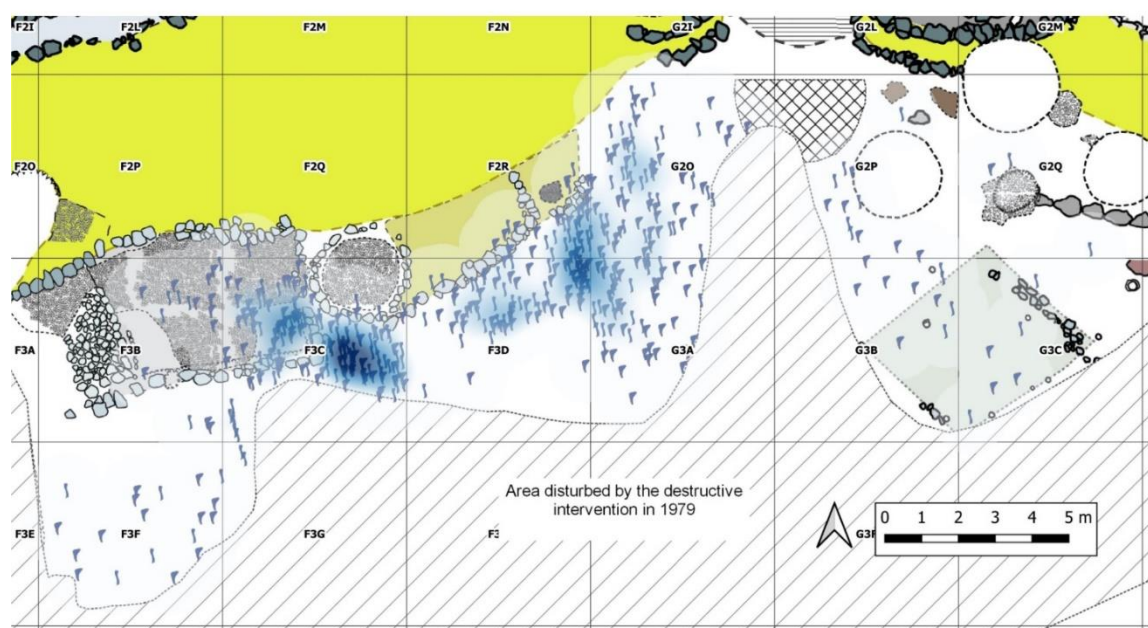 F2I F2L F2M F2N G2I G2L G2M
F2O F2P F2Q F2R G2O G2P G2Q
F3A F3B F3C F3D G3A G3B G3C
Area disturbed by the destructive
intervention in 1979
0 1 2 3 4 5 m
F3E F3F F3G